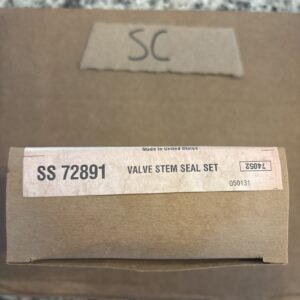 SC
Made in United States
SS 72891 VALVE STEM SEAL SET 74052
050131